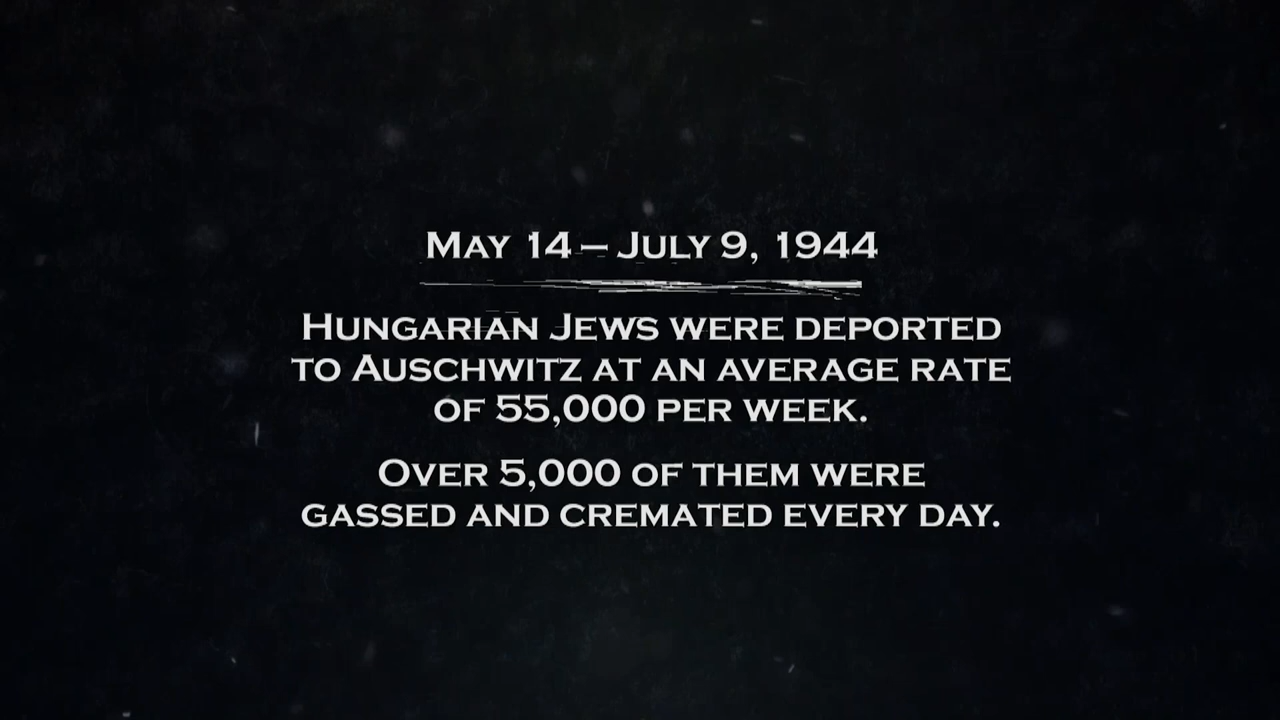 May 14 – July 9, 1944
Hungarian Jews were deported
to Auschwitz at an average rate
of 55,000 per week.
Over 5,000 of them were
gassed and cremated every day.